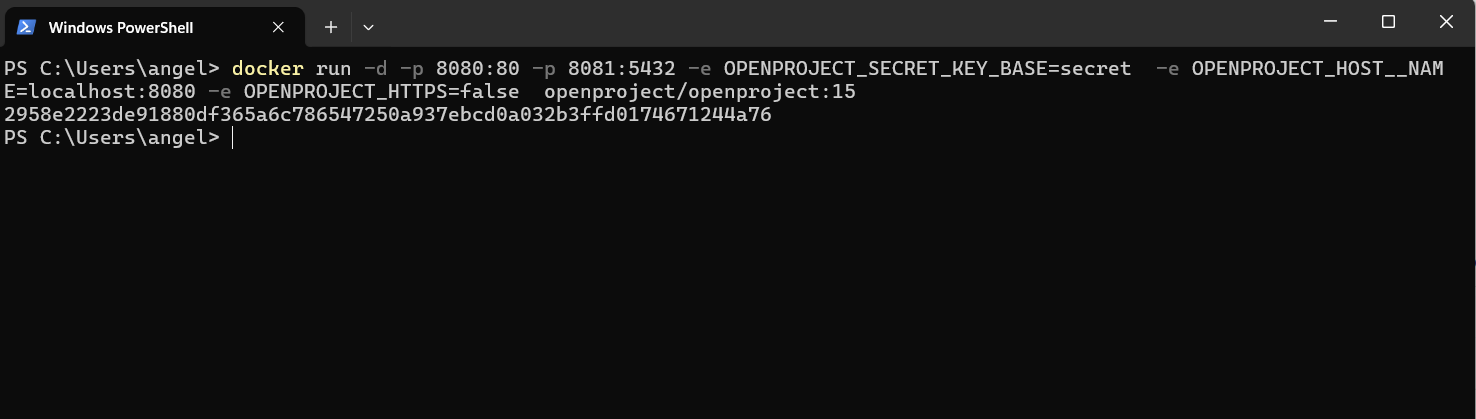 Windows PowerShell
PS C:\Users\angel> docker run -d -p 8080:80 -p 8081:5432 -e OPENPROJECT_SECRET_KEY_BASE=secret  -e OPENPROJECT_HOST__NAM
E=localhost:8080 -e OPENPROJECT_HTTPS=false  openproject/openproject:15
2958e2223de91880df365a6c786547250a937ebcd0a032b3ffd0174671244a76
PS C:\Users\angel>